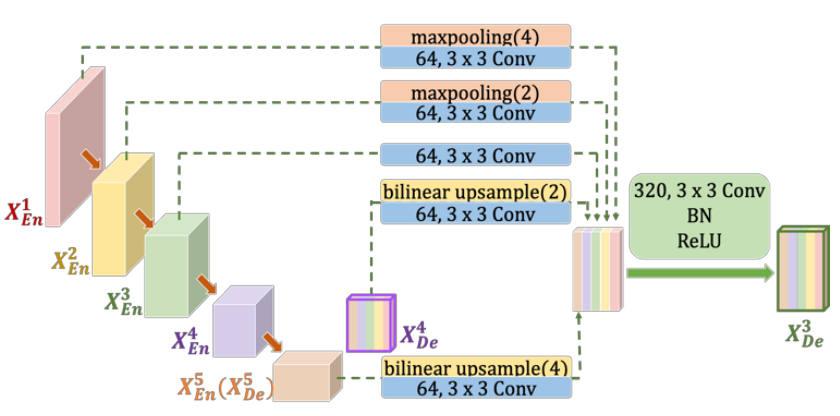 maxpooling(4)
64, 3 x 3 Conv
maxpooling(2)
64, 3 x 3 Conv
64, 3 x 3 Conv
bilinear upsample(2)
64, 3 x 3 Conv
320, 3 x 3 Conv
BN
ReLU
X_{En}^1
X_{En}^2
X_{En}^3
X_{En}^4
X_{De}^4
X_{De}^3
X_{En}^5(X_{De}^5)
bilinear upsample(4)
64, 3 x 3 Conv